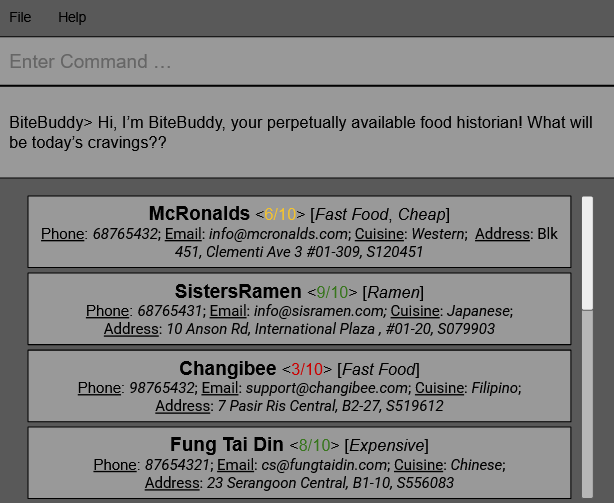 File Help
Enter Command ...
BiteBuddy> Hi, I'm BiteBuddy, your perpetually available food historian! What will
be today's cravings??
McRonalds <6/10> [Fast Food, Cheap]
Phone: 68765432; Email: info@mcronalds.com; Cuisine: Western; Address: Blk
451, Clementi Ave 3 #01-309, S120451
SistersRamen <9/10> [Ramen]
Phone: 68765431; Email: info@sisramen.com; Cuisine: Japanese;
Address: 10 Anson Rd, International Plaza , #01-20, S079903
Changibee <3/10> [Fast Food]
Phone: 98765432; Email: support@changibee.com; Cuisine: Filipino;
Address: 7 Pasir Ris Central, B2-27, S519612
Fung Tai Din <8/10> [Expensive]
Phone: 87654321; Email: cs@fungtaidin.com; Cuisine: Chinese;
Address: 23 Serangoon Central, B1-10, S556083